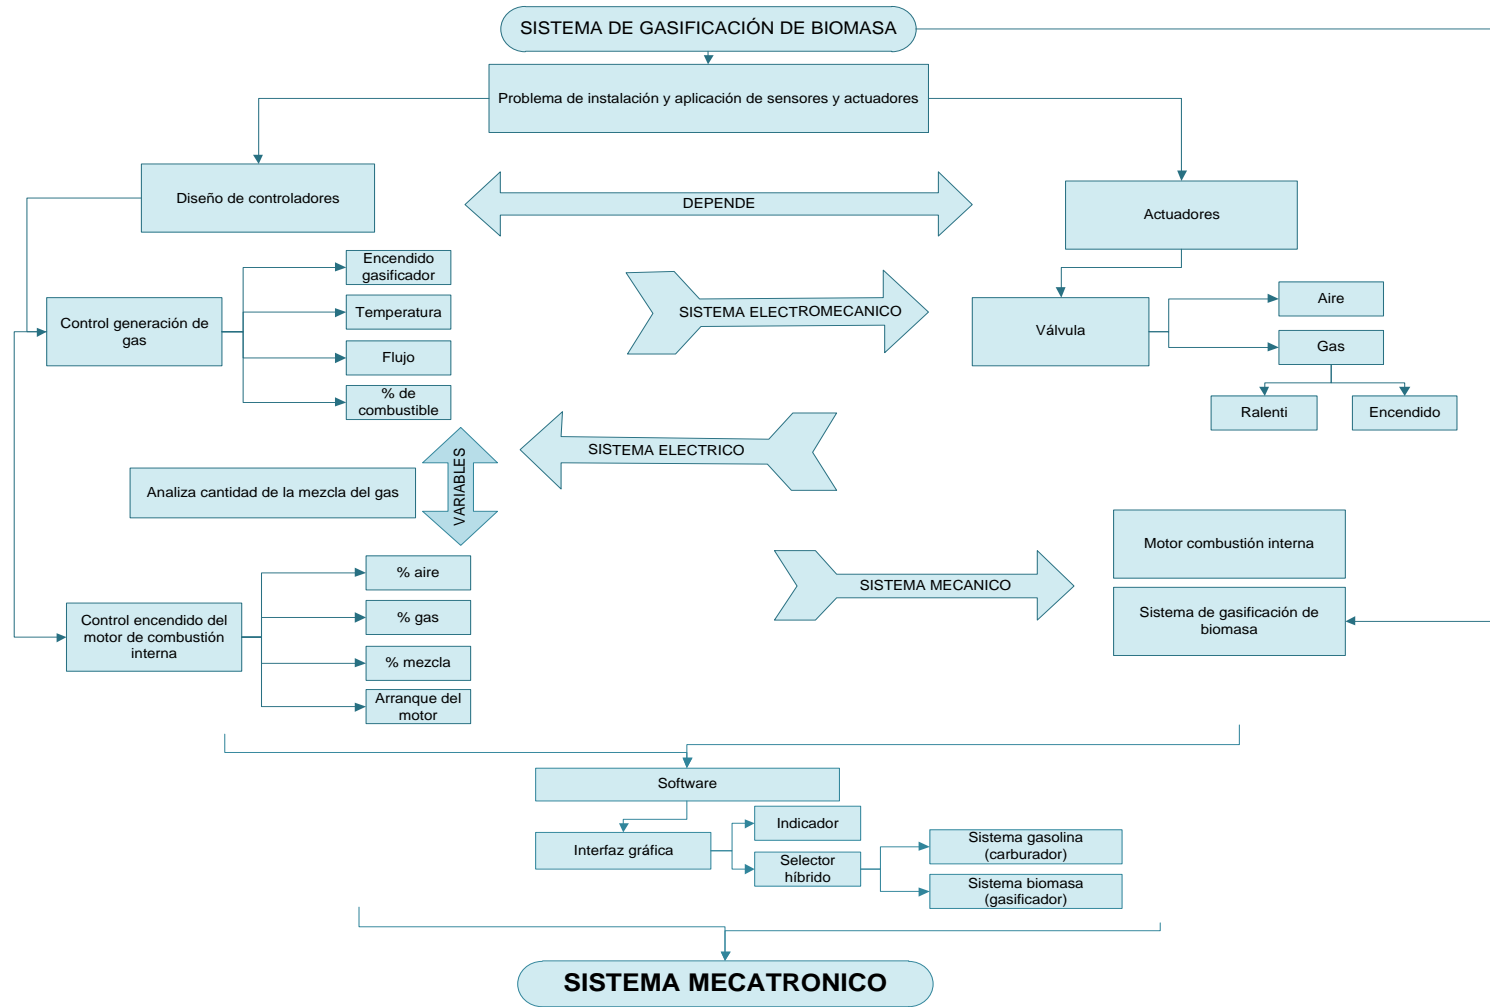 SISTEMA DE GASIFICACIÓN DE BIOMASA
Problema de instalación y aplicación de sensores y actuadores
Diseño de controladores
DEPENDE
Actuadores
Encendido
gasificador
Temperatura
Flujo
% de
combustible
Control generación de
gas
SISTEMA ELECTROMECANICO
Válvula
Aire
Gas
Ralenti
Encendido
SISTEMA ELECTRICO
VARIABLES
Analiza cantidad de la mezcla del gas
Motor combustión interna
SISTEMA MECANICO
Sistema de gasificación de
biomasa
Control encendido del
motor de combustión
interna
% aire
% gas
% mezcla
Arranque del
motor
Software
Interfaz gráfica
Indicador
Selector
híbrido
Sistema gasolina
(carburador)
Sistema biomasa
(gasificador)
SISTEMA MECATRONICO